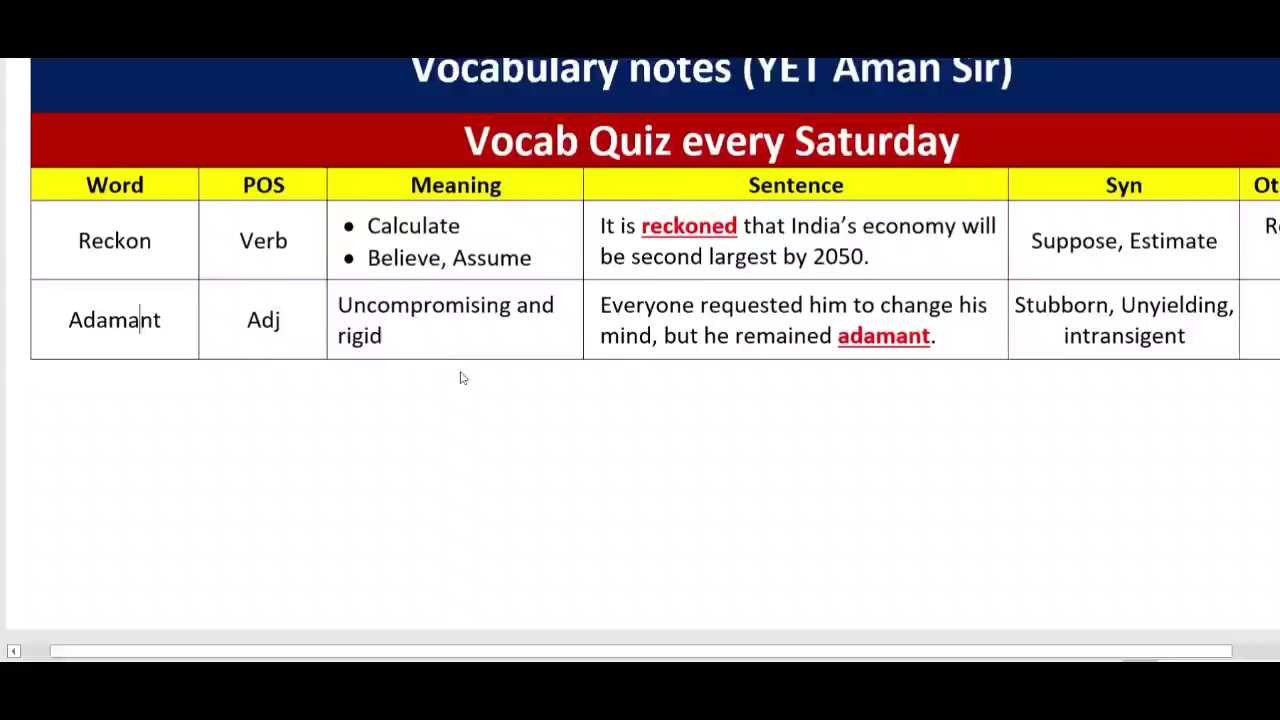 Vocabulary notes (YET Aman Sir)
Vocab Quiz every Saturday
Word POS Meaning Sentence Syn
Reckon Verb
• Calculate
• Believe, Assume
It is reckoned that India's economy will
be second largest by 2050.
Suppose, Estimate
Adamant Adj
Uncompromising and
rigid
Everyone requested him to change his
mind, but he remained adamant.
Stubborn, Unyielding,
intransigent